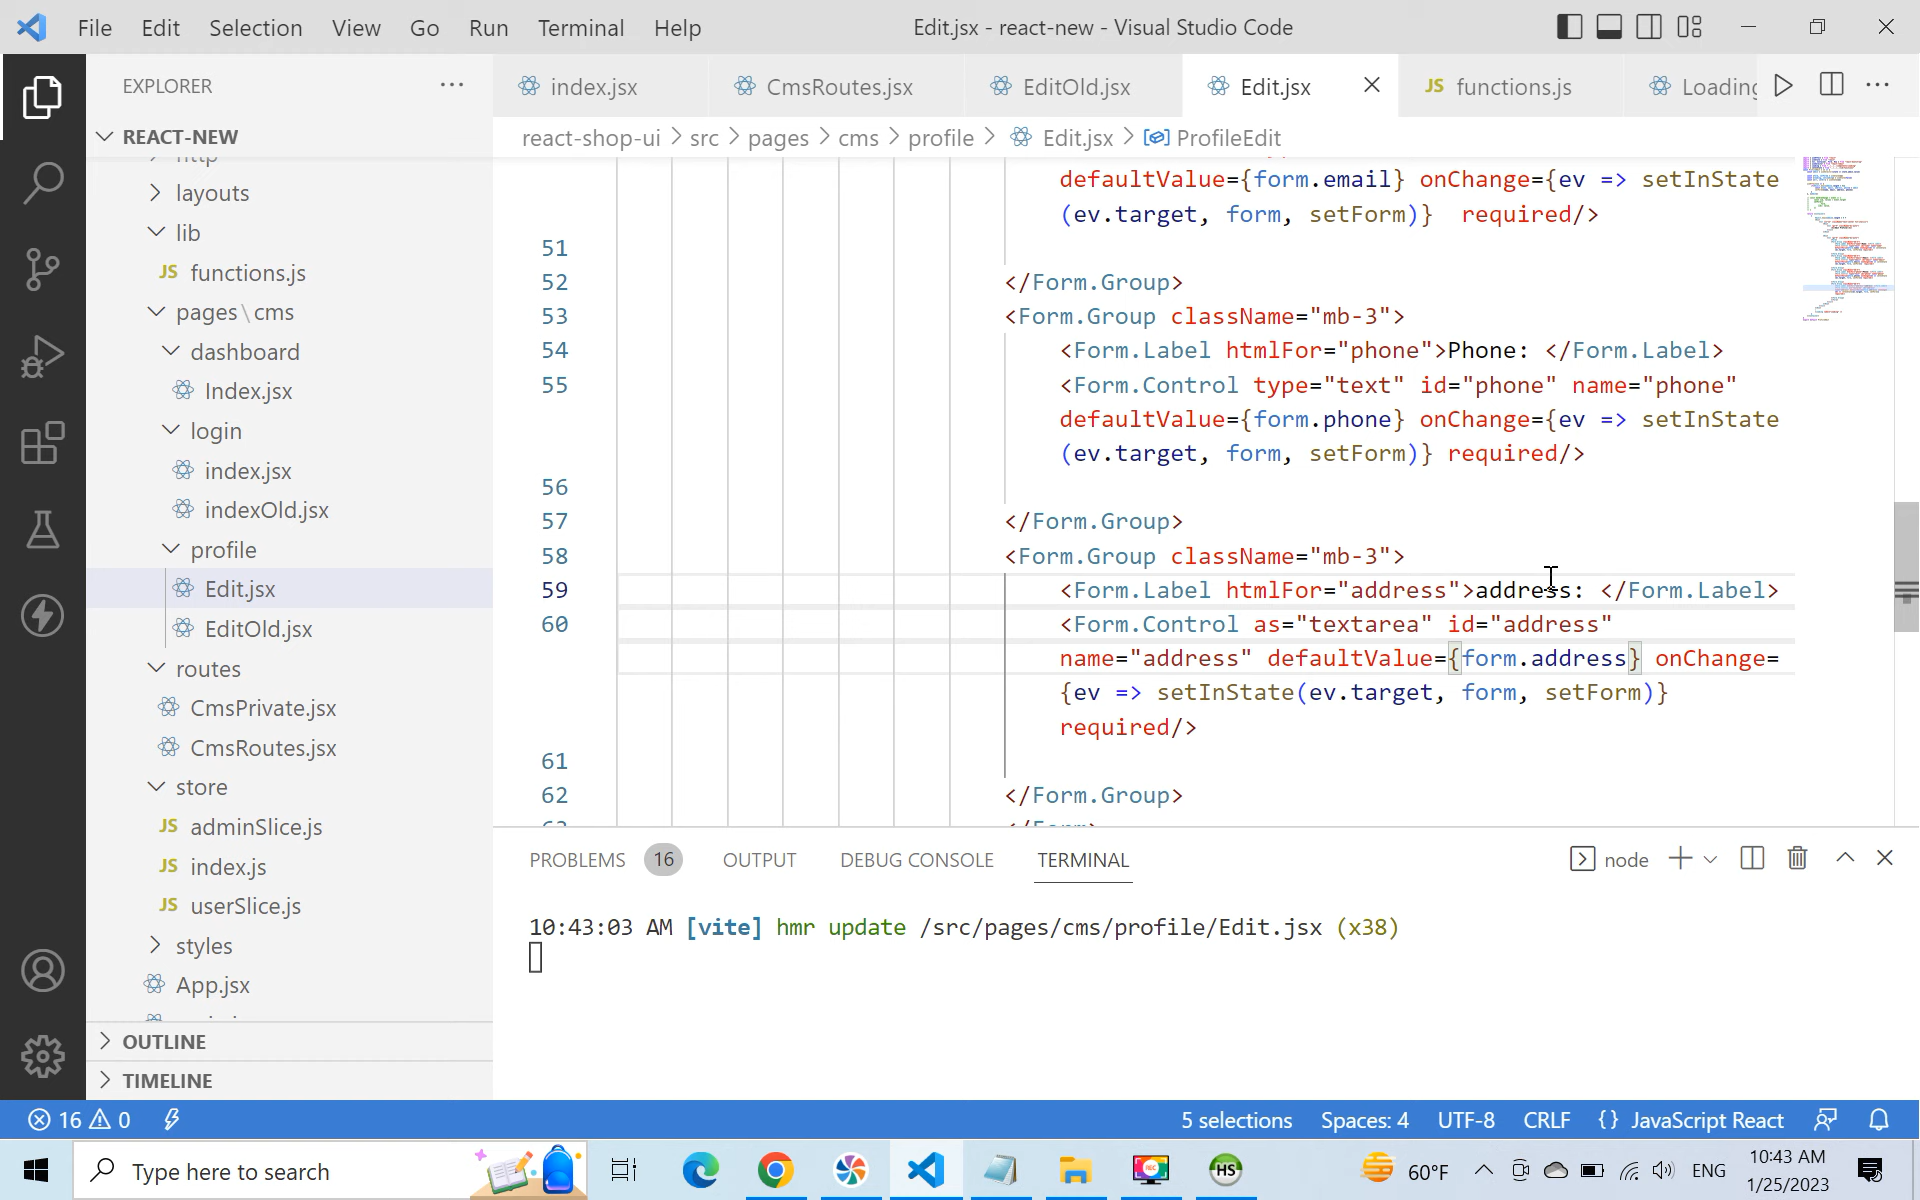 File Edit Selection View Go Run Terminal Help
Edit.jsx - react-new - Visual Studio Code
EXPLORER
index.jsx
CmsRoutes.jsx
EditOld.jsx
Edit.jsx
JS functions.js
REACT-NEW
layouts
lib
JS functions.js
pages\cms
dashboard
Index.jsx
login
index.jsx
indexOld.jsx
profile
Edit.jsx
EditOld.jsx
routes
CmsPrivate.jsx
CmsRoutes.jsx
store
JS adminSlice.js
JS index.js
JS userSlice.js
styles
App.jsx
OUTLINE
TIMELINE
react-shop-ui > src > pages > cms > profile > Edit.jsx > ProfileEdit
defaultValue={form.email} onChange={ev => setInState
(ev.target, form, setForm)}  required/>
51
52 </Form.Group>
53 <Form.Group className="mb-3">
54 <Form.Label htmlFor="phone">Phone: </Form.Label>
55 <Form.Control type="text" id="phone" name="phone"
defaultValue={form.phone} onChange={ev => setInState
(ev.target, form, setForm)} required/>
56
57 </Form.Group>
58 <Form.Group className="mb-3">
59 <Form.Label htmlFor="address">address: </Form.Label>
60 <Form.Control as="textarea" id="address"
name="address" defaultValue={form.address} onChange=
{ev => setInState(ev.target, form, setForm)}
required/>
61
62 </Form.Group>
PROBLEMS 16 OUTPUT DEBUG CONSOLE TERMINAL
node
10:43:03 AM [vite] hmr update /src/pages/cms/profile/Edit.jsx (x38)
16 0
5 selections Spaces: 4 UTF-8 CRLF {} JavaScript React
Type here to search
REC
HS
60°F
ENG
10:43 AM
1/25/2023